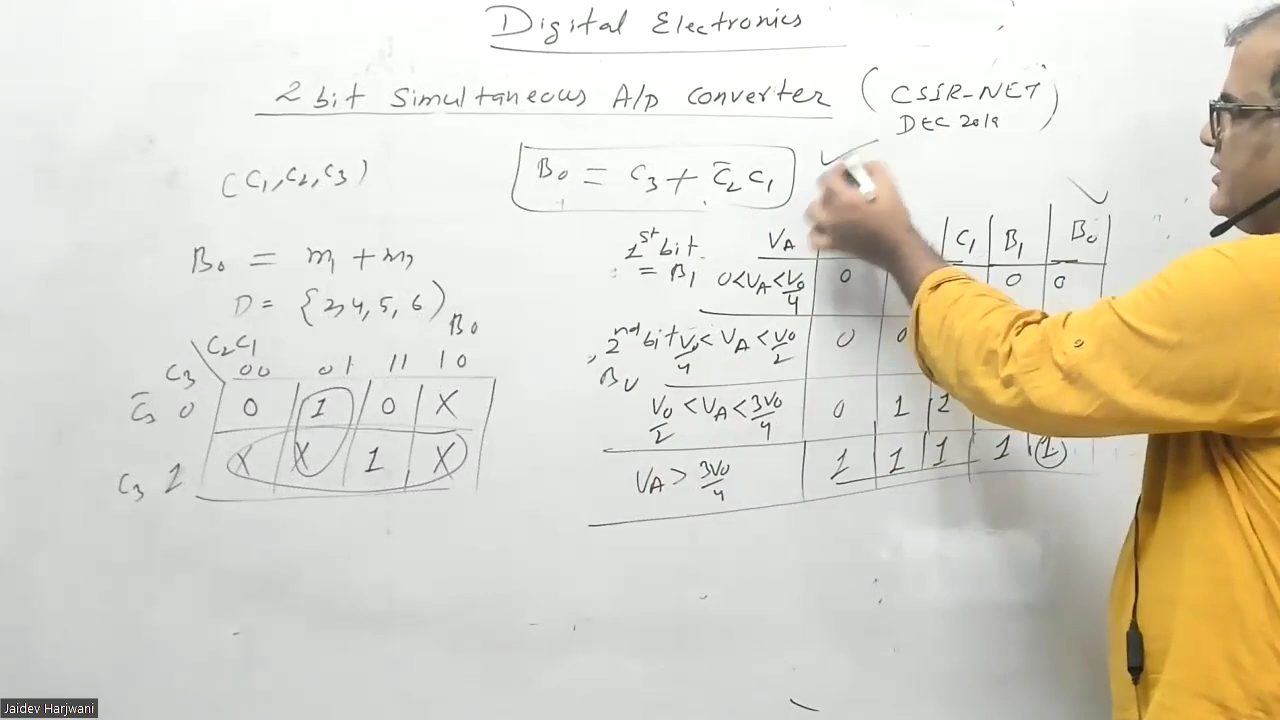 Digital Electronics
2 bit Simultaneous A/D Converter (CSIR-NET
DEC 2019)
(C1, C2, C3)
B0 = C3 + C̄2 C1
B0 = m1 + m7
D = {2, 4, 5, 6}
B0
C2C1
C3 00 01 11 10
C̄3 0 0 1 0 X
C3 1 X X 1 X
1st bit = B1
2nd bit B0
VA C1 B1 B0
0<VA<V0/4 0 0 0
V0/4 < VA < V0/2 0 0
V0/2 < VA < 3V0/4 0 1 1
VA > 3V0/4 1 1 1 1 1
Jaidev Harjwani